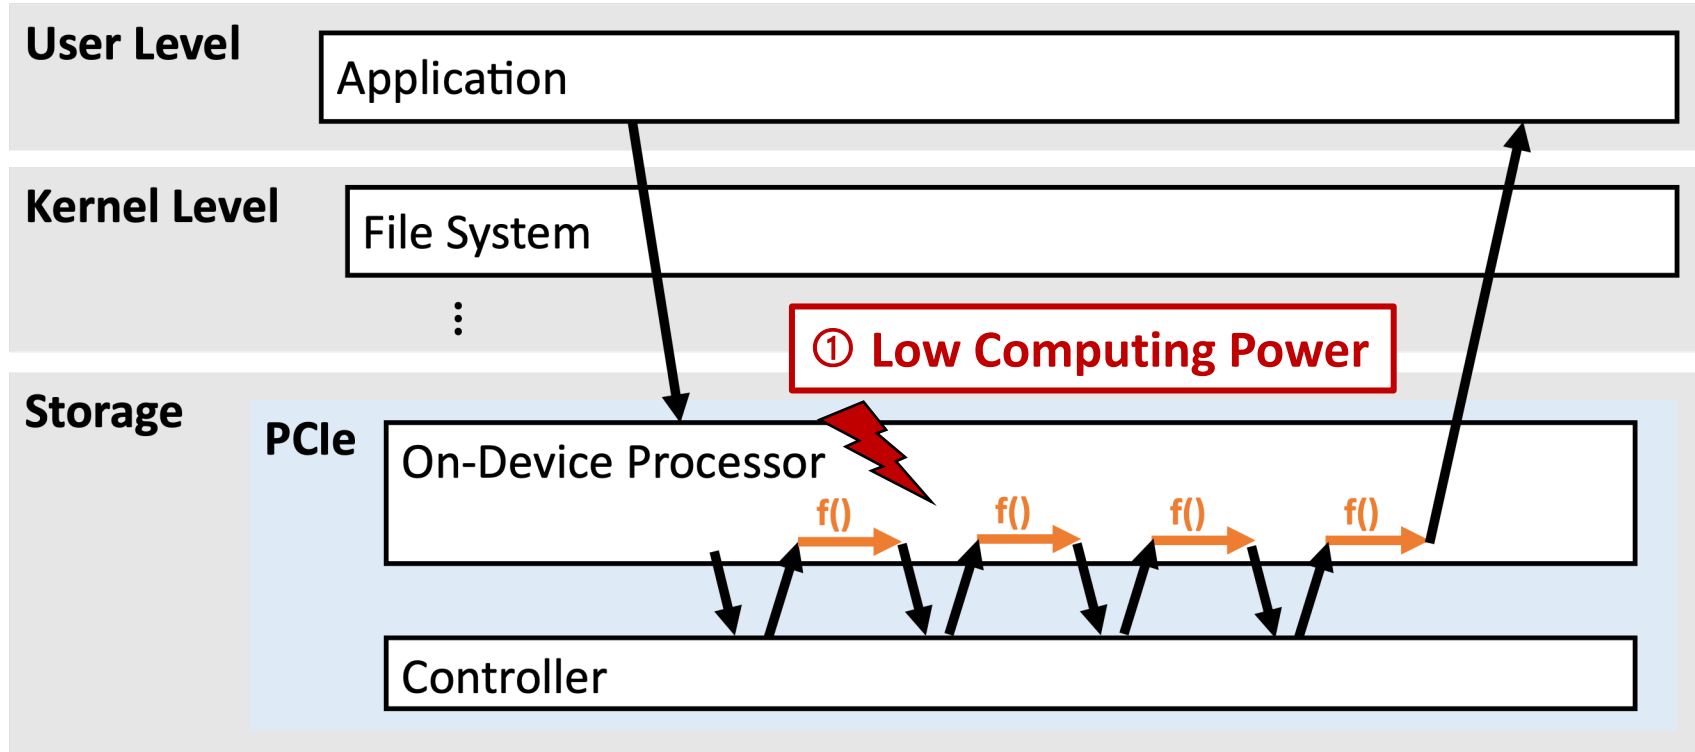 User Level
Application
Kernel Level
File System
⋮
① Low Computing Power
Storage
PCIe
On-Device Processor
f() f() f() f()
Controller